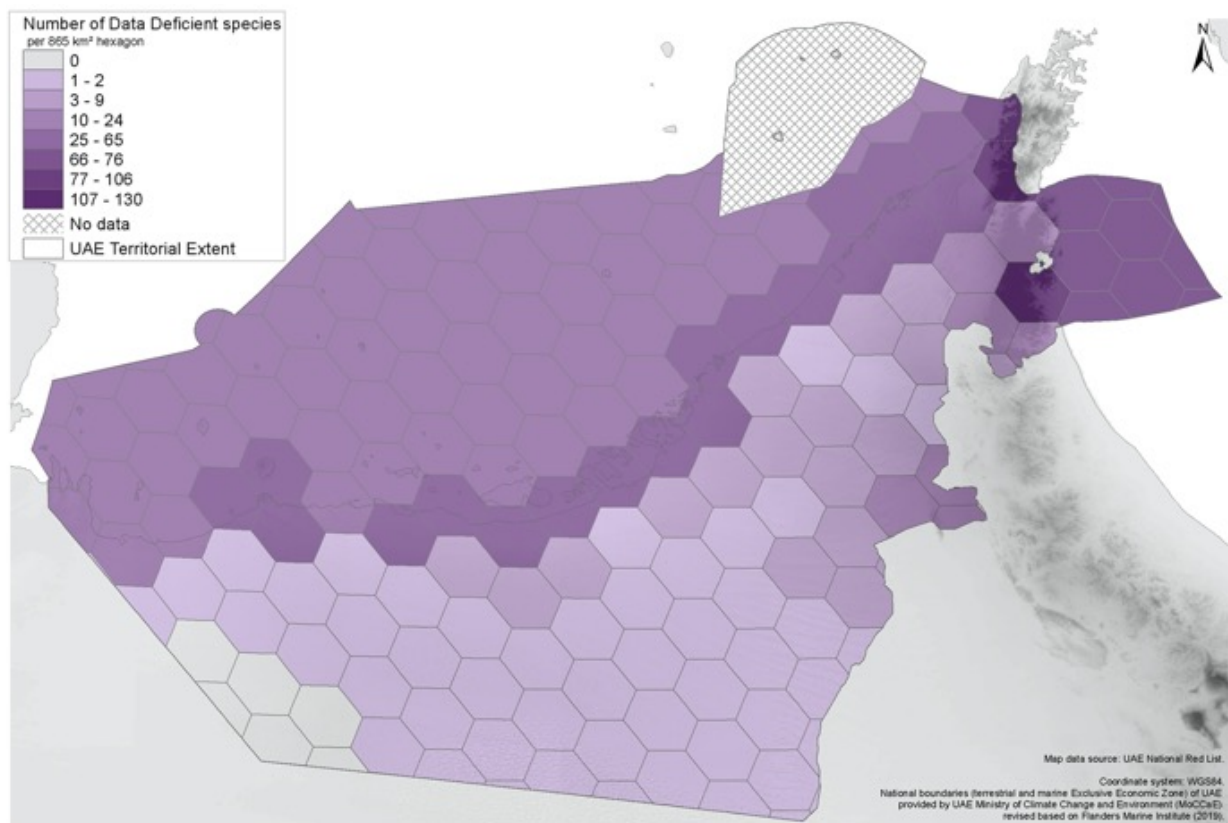 Number of Data Deficient species
per 865 km² hexagon
0
1 - 2
3 - 9
10 - 24
25 - 65
66 - 76
77 - 106
107 - 130
No data
UAE Territorial Extent
N
Map data source: UAE National Red List.
Coordinate system: WGS84.
National boundaries (terrestrial and marine Exclusive Economic Zone) of UAE
provided by UAE Ministry of Climate Change and Environment (MoCCaE).
revised based on Flanders Marine Institute (2019).